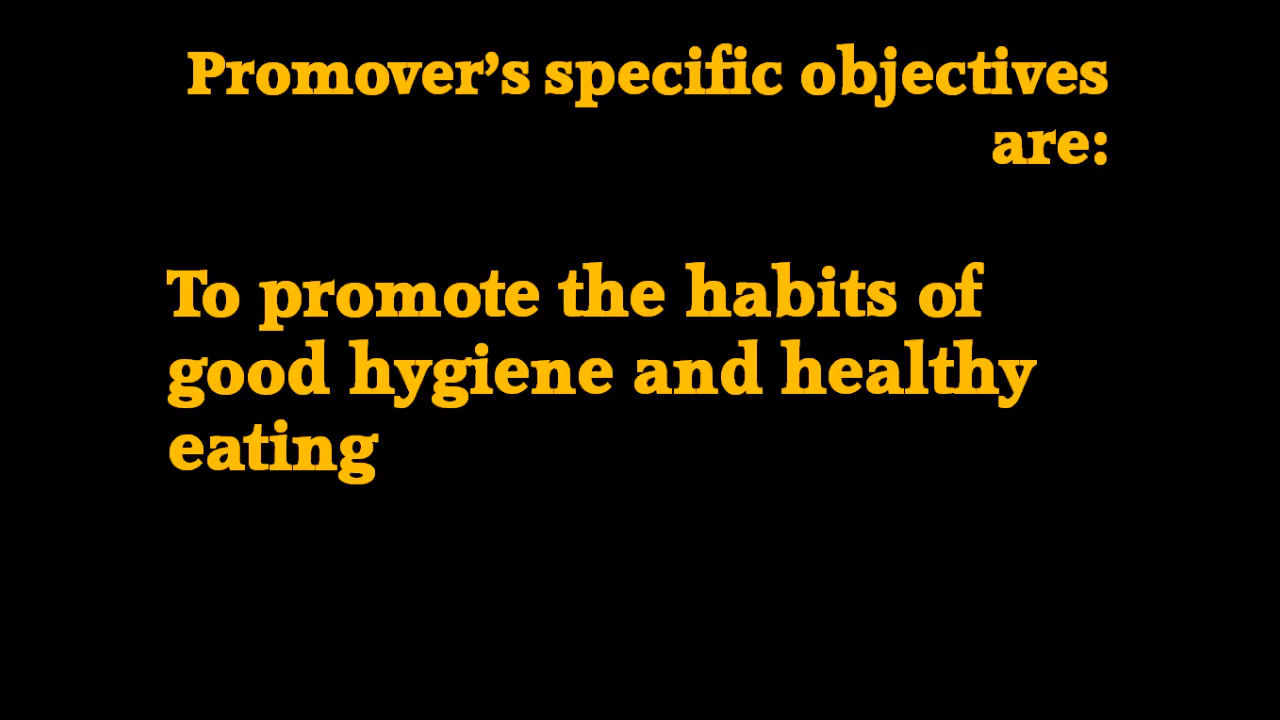 Promover’s specific objectives
are:
To promote the habits of
good hygiene and healthy
eating